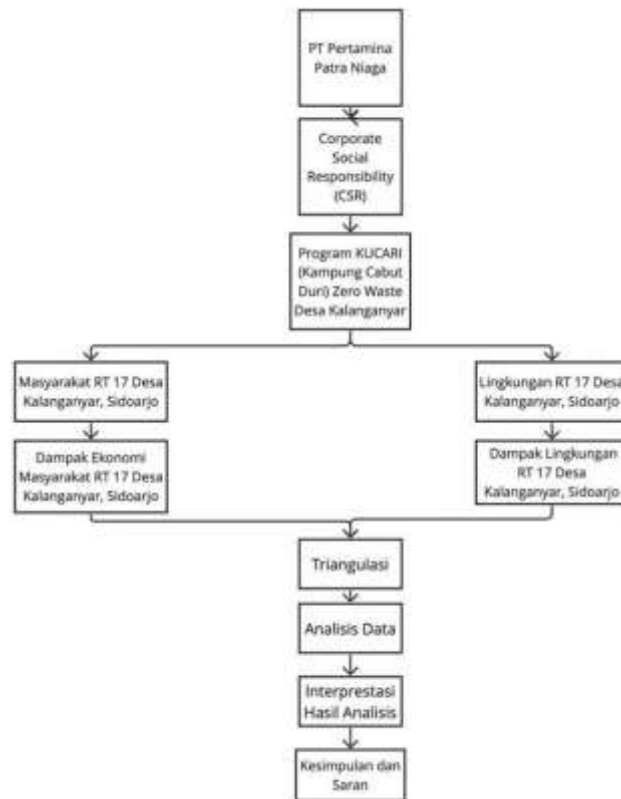 PT Pertamina
Patra Niaga
Corporate
Social
Responsibility
(CSR)
Program KUCARI
(Kampung Cabut
Duri) Zero Waste
Desa Kalanganyar
Masyarakat RT 17 Desa
Kalanganyar, Sidoarjo
Lingkungan RT 17 Desa
Kalanganyar, Sidoarjo
Dampak Ekonomi
Masyarakat RT 17 Desa
Kalanganyar, Sidoarjo
Dampak Lingkungan
RT 17 Desa
Kalanganyar, Sidoarjo
Triangulasi
Analisis Data
Interprestasi
Hasil Analisis
Kesimpulan dan
Saran